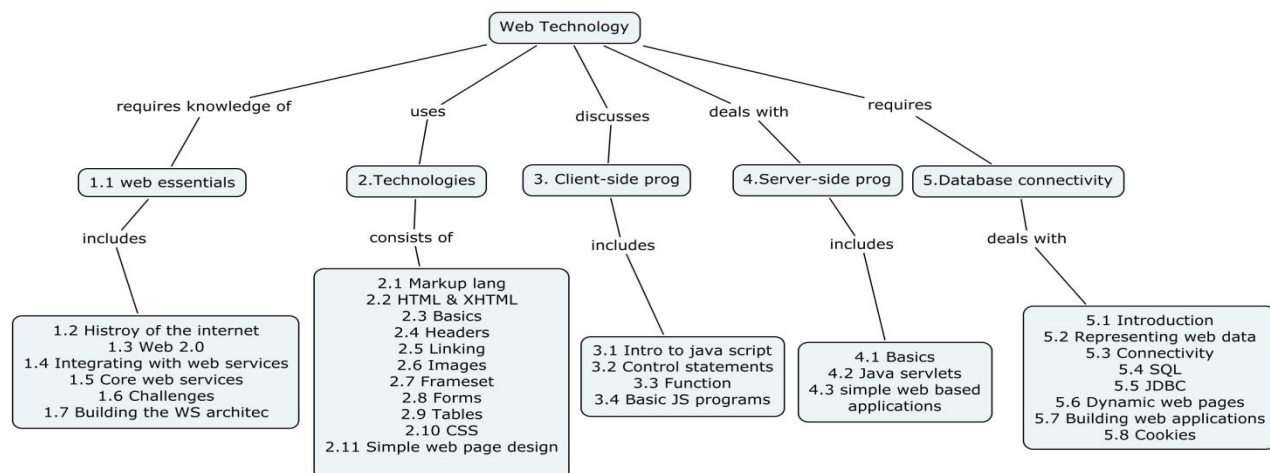 Web Technology
requires knowledge of
uses
discusses
deals with
requires
1.1 web essentials
2.Technologies
3. Client-side prog
4.Server-side prog
5.Database connectivity
includes
consists of
includes
includes
deals with
1.2 Histroy of the internet
1.3 Web 2.0
1.4 Integrating with web services
1.5 Core web services
1.6 Challenges
1.7 Building the WS architec
2.1 Markup lang
2.2 HTML & XHTML
2.3 Basics
2.4 Headers
2.5 Linking
2.6 Images
2.7 Frameset
2.8 Forms
2.9 Tables
2.10 CSS
2.11 Simple web page design
3.1 Intro to java script
3.2 Control statements
3.3 Function
3.4 Basic JS programs
4.1 Basics
4.2 Java servlets
4.3 simple web based
applications
5.1 Introduction
5.2 Representing web data
5.3 Connectivity
5.4 SQL
5.5 JDBC
5.6 Dynamic web pages
5.7 Building web applications
5.8 Cookies